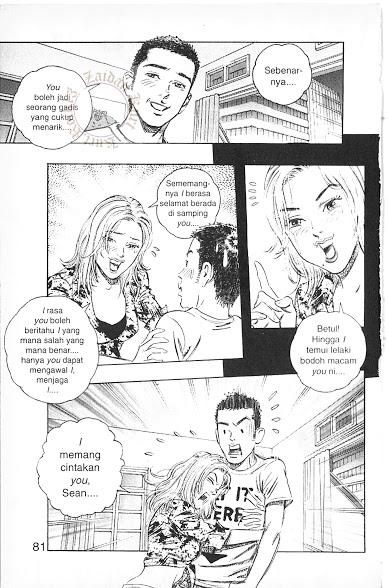 You
boleh jadi
seorang gadis
yang cukup
menarik....
Sebenar-
nya....
Sememang-
nya I berasa
selamat berada
di samping
you....
I rasa
you boleh
beritahu I yang
mana salah yang
mana benar....
hanya you dapat
mengawal I,
menjaga
I....
Betul!
Hingga I
temui lelaki
bodoh macam
you ni....
I
memang
cintakan
you,
Sean....
81